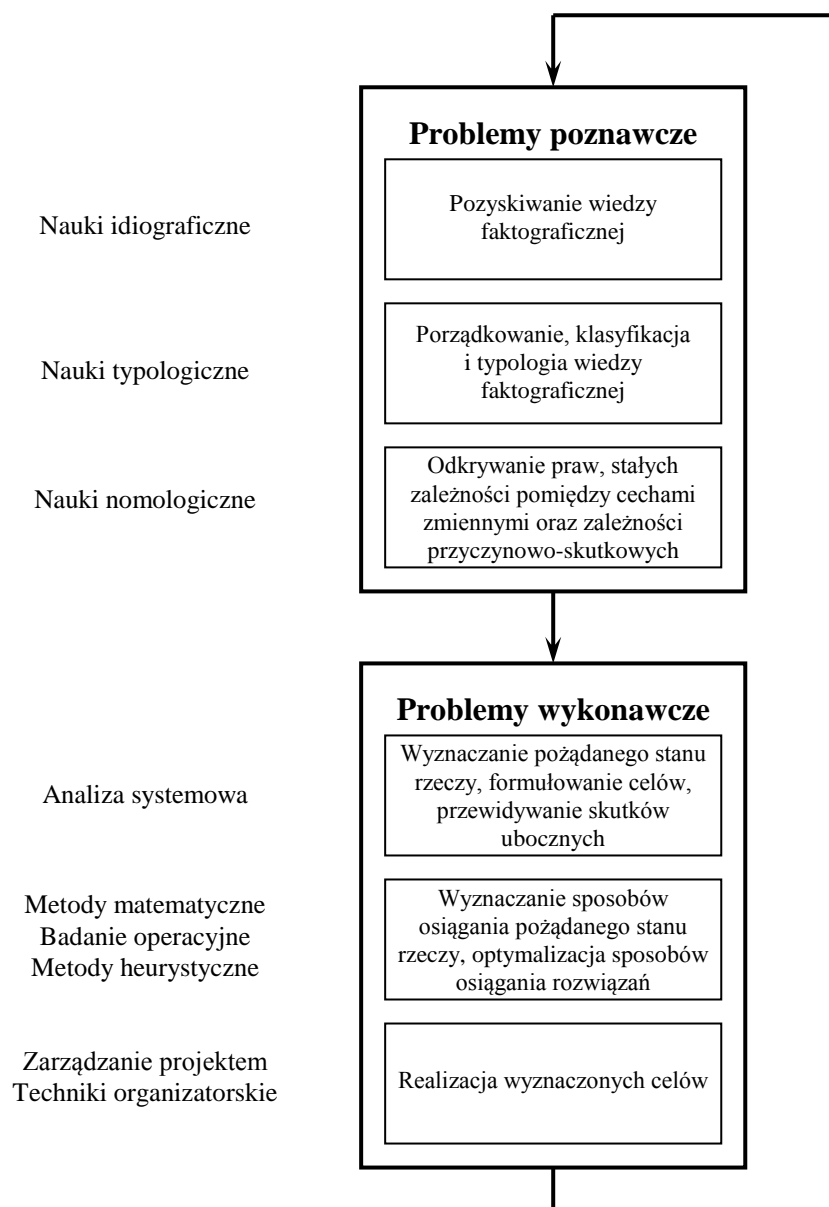 Problemy poznawcze
Nauki idiograficzne
Pozyskiwanie wiedzy
faktograficznej
Nauki typologiczne
Porządkowanie, klasyfikacja
i typologia wiedzy
faktograficznej
Nauki nomologiczne
Odkrywanie praw, stałych
zależności pomiędzy cechami
zmiennymi oraz zależności
przyczynowo-skutkowych
Problemy wykonawcze
Analiza systemowa
Wyznaczanie pożądanego stanu
rzeczy, formułowanie celów,
przewidywanie skutków
ubocznych
Metody matematyczne
Badanie operacyjne
Metody heurystyczne
Wyznaczanie sposobów
osiągania pożądanego stanu
rzeczy, optymalizacja sposobów
osiągania rozwiązań
Zarządzanie projektem
Techniki organizatorskie
Realizacja wyznaczonych celów